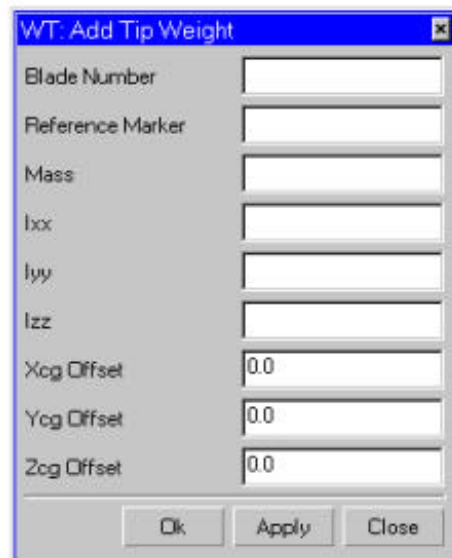 WT: Add Tip Weight
Blade Number
Reference Marker
Mass
Ixx
Iyy
Izz
Xcg Offset 0.0
Ycg Offset 0.0
Zcg Offset 0.0
Ok Apply Close